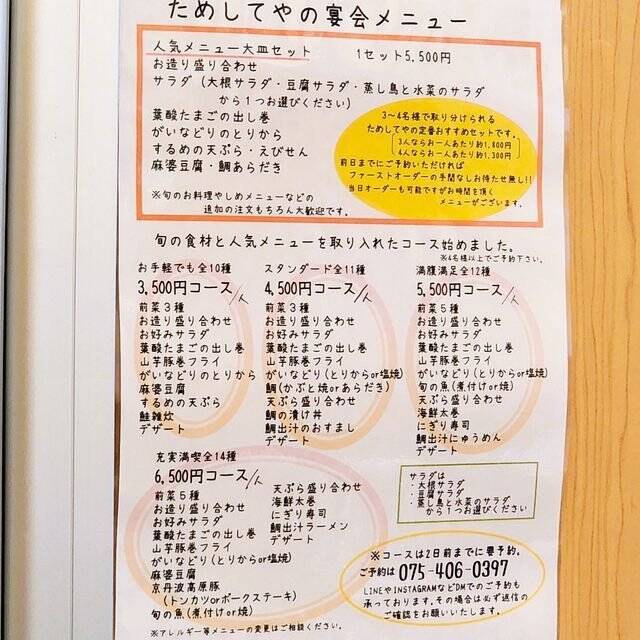 ためしてやの宴会メニュー
人気メニュー大皿セット　1セット5,500円
お造り盛り合わせ
サラダ（大根サラダ・豆腐サラダ・蒸し鳥と水菜のサラダ
から1つお選びください）
葉酸たまごの出し巻
がいなどりのとりから
するめの天ぷら・えびせん
麻婆豆腐・鯛あらだき
※旬のお料理やしめメニューなどの
追加の注文もちろん大歓迎です。
3〜4名様で取り分けられる
ためしてやの定番おすすめセットです。
3人ならお一人あたり約1,800円
4人ならお一人あたり約1,300円
前日までにご予約いただければ
ファーストオーダーの手間なしお待たせ無し!!
当日オーダーも可能ですがお時間を頂く
メニューがございます。
旬の食材と人気メニューを取り入れたコース始めました。
※4名様以上でご予約下さい。
お手軽でも全10種
3,500円コース/人
前菜3種
お造り盛り合わせ
お好みサラダ
葉酸たまごの出し巻
山芋豚巻フライ
がいなどりのとりから
麻婆豆腐
するめの天ぷら
鮭雑炊
デザート
スタンダード全11種
4,500円コース/人
前菜3種
お造り盛り合わせ
お好みサラダ
葉酸たまごの出し巻
山芋豚巻フライ
がいなどり(とりからor塩焼)
鯛(かぶと焼orあらだき)
天ぷら盛り合わせ
鯛の漬け丼
鯛出汁のおすまし
デザート
満腹満足全12種
5,500円コース/人
前菜5種
お造り盛り合わせ
お好みサラダ
葉酸たまごの出し巻
山芋豚巻フライ
がいなどり(とりからor塩焼)
旬の魚(煮付けor焼)
天ぷら盛り合わせ
海鮮太巻
にぎり寿司
鯛出汁にゅうめん
デザート
充実満喫全14種
6,500円コース/人
前菜5種
お造り盛り合わせ
お好みサラダ
葉酸たまごの出し巻
山芋豚巻フライ
がいなどり(とりからor塩焼)
麻婆豆腐
京丹波高原豚
(トンカツorポークステーキ)
旬の魚(煮付けor焼)
天ぷら盛り合わせ
海鮮太巻
にぎり寿司
鯛出汁ラーメン
デザート
※アレルギー等メニューの変更はご相談ください。
サラダは
・大根サラダ
・豆腐サラダ
・蒸し鳥と水菜のサラダ
から1つお選びください
※コースは2日前までに要予約。
ご予約は075-406-0397
LINEやINSTAGRAMなどDMでのご予約も
承っております。その場合は必ず返信の
ご確認をお願いいたします。